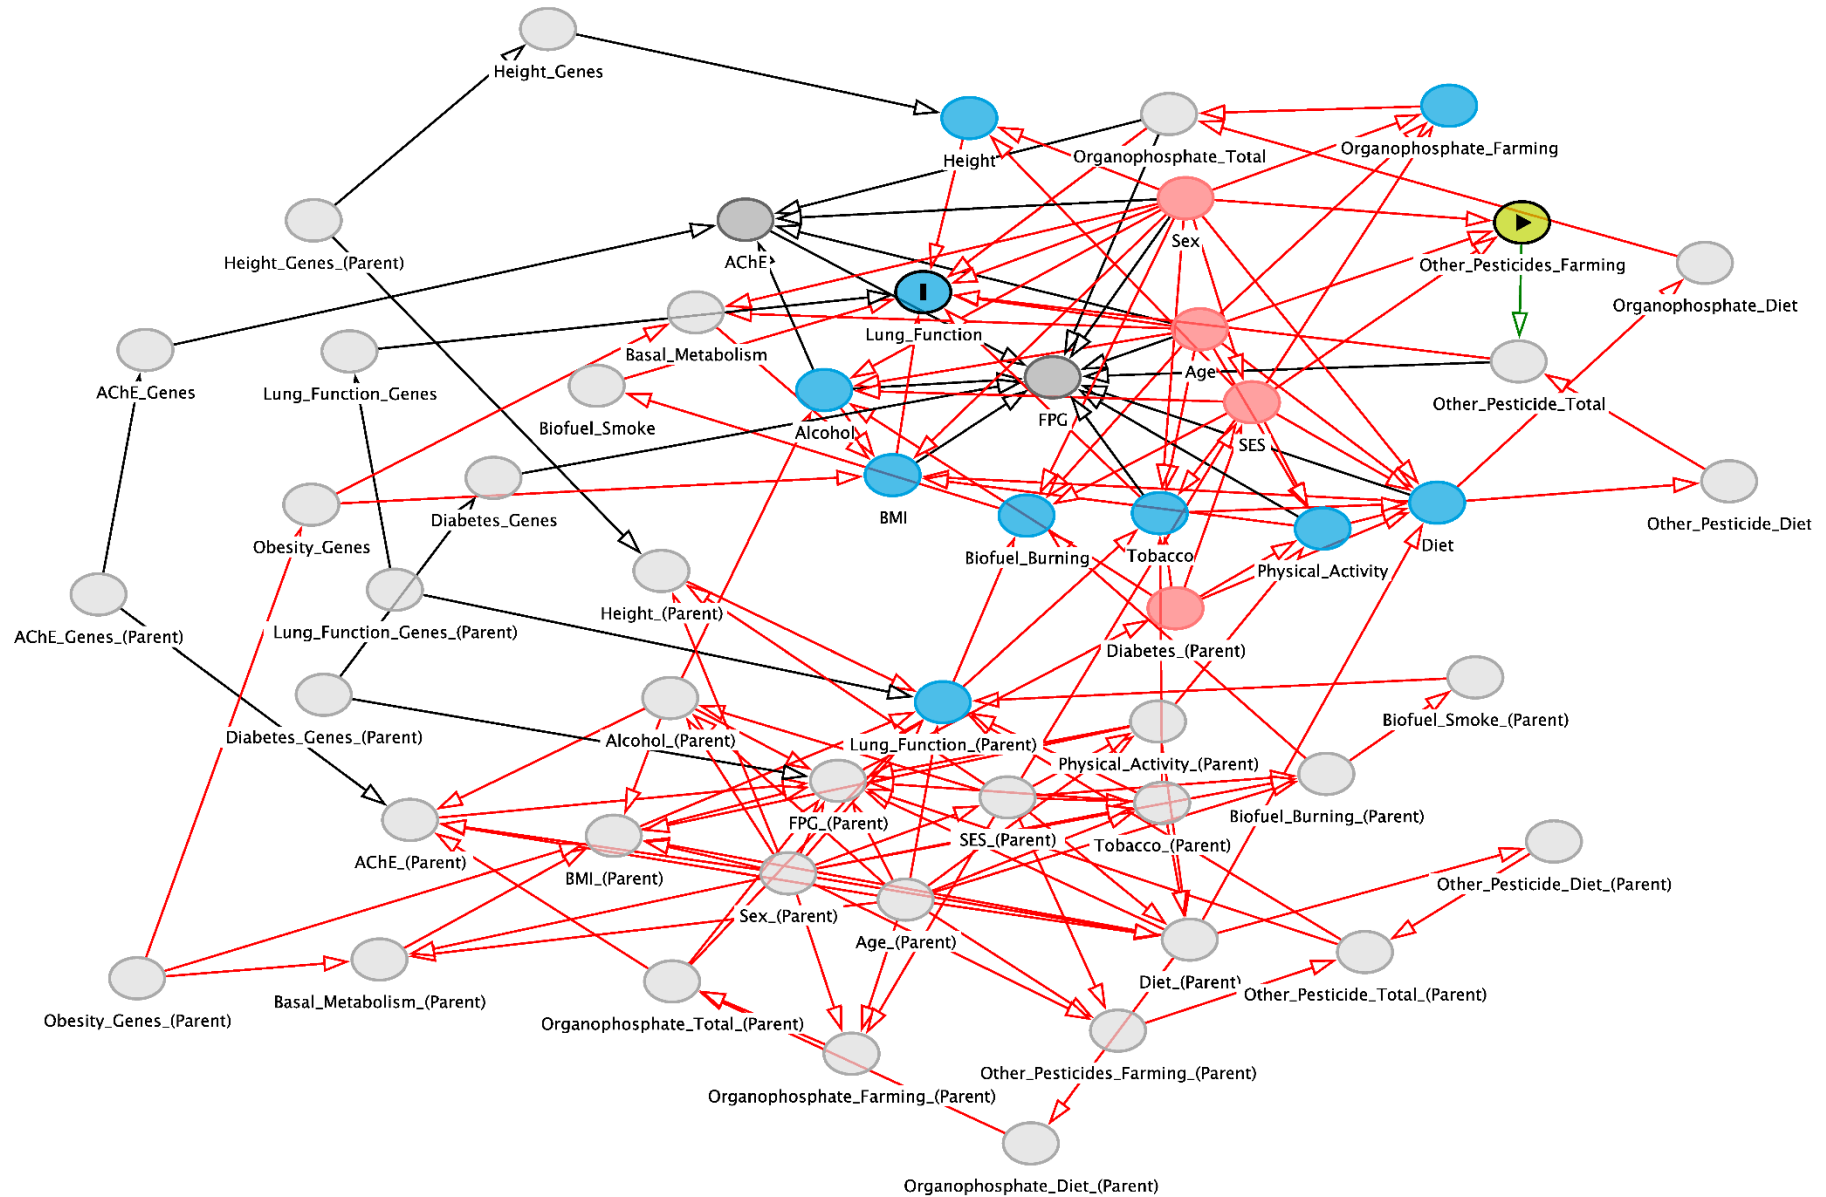 Height_Genes
Height
Organophosphate_Total
Organophosphate_Farming
Sex
AChE
Height_Genes_(Parent)
Other_Pesticides_Farming
Organophosphate_Diet
Lung_Function
Basal_Metabolism
Age
AChE_Genes
Lung_Function_Genes
Other_Pesticide_Total
FPG
Biofuel_Smoke
Alcohol
SES
BMI
Diabetes_Genes
Other_Pesticide_Diet
Obesity_Genes
Diet
Biofuel_Burning
Tobacco
Physical_Activity
Height_(Parent)
Lung_Function_Genes_(Parent)
AChE_Genes_(Parent)
Diabetes_(Parent)
Biofuel_Smoke_(Parent)
Diabetes_Genes_(Parent)
Alcohol_(Parent)
Lung_Function_(Parent)
Physical_Activity_(Parent)
Biofuel_Burning_(Parent)
FPG_(Parent)
SES_(Parent)
Tobacco_(Parent)
AChE_(Parent)
BMI_(Parent)
Other_Pesticide_Diet_(Parent)
Sex_(Parent)
Age_(Parent)
Diet_(Parent)
Other_Pesticide_Total_(Parent)
Basal_Metabolism_(Parent)
Obesity_Genes_(Parent)
Organophosphate_Total_(Parent)
Other_Pesticides_Farming_(Parent)
Organophosphate_Farming_(Parent)
Organophosphate_Diet_(Parent)